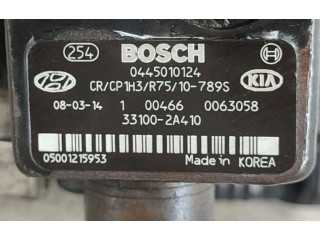 254 BOSCH
0445010124
CR/CP1H3/R75/10-789S
KIA
08-03-14 1 00466 0063058
33100-2A410
05001215953 Made in KOREA